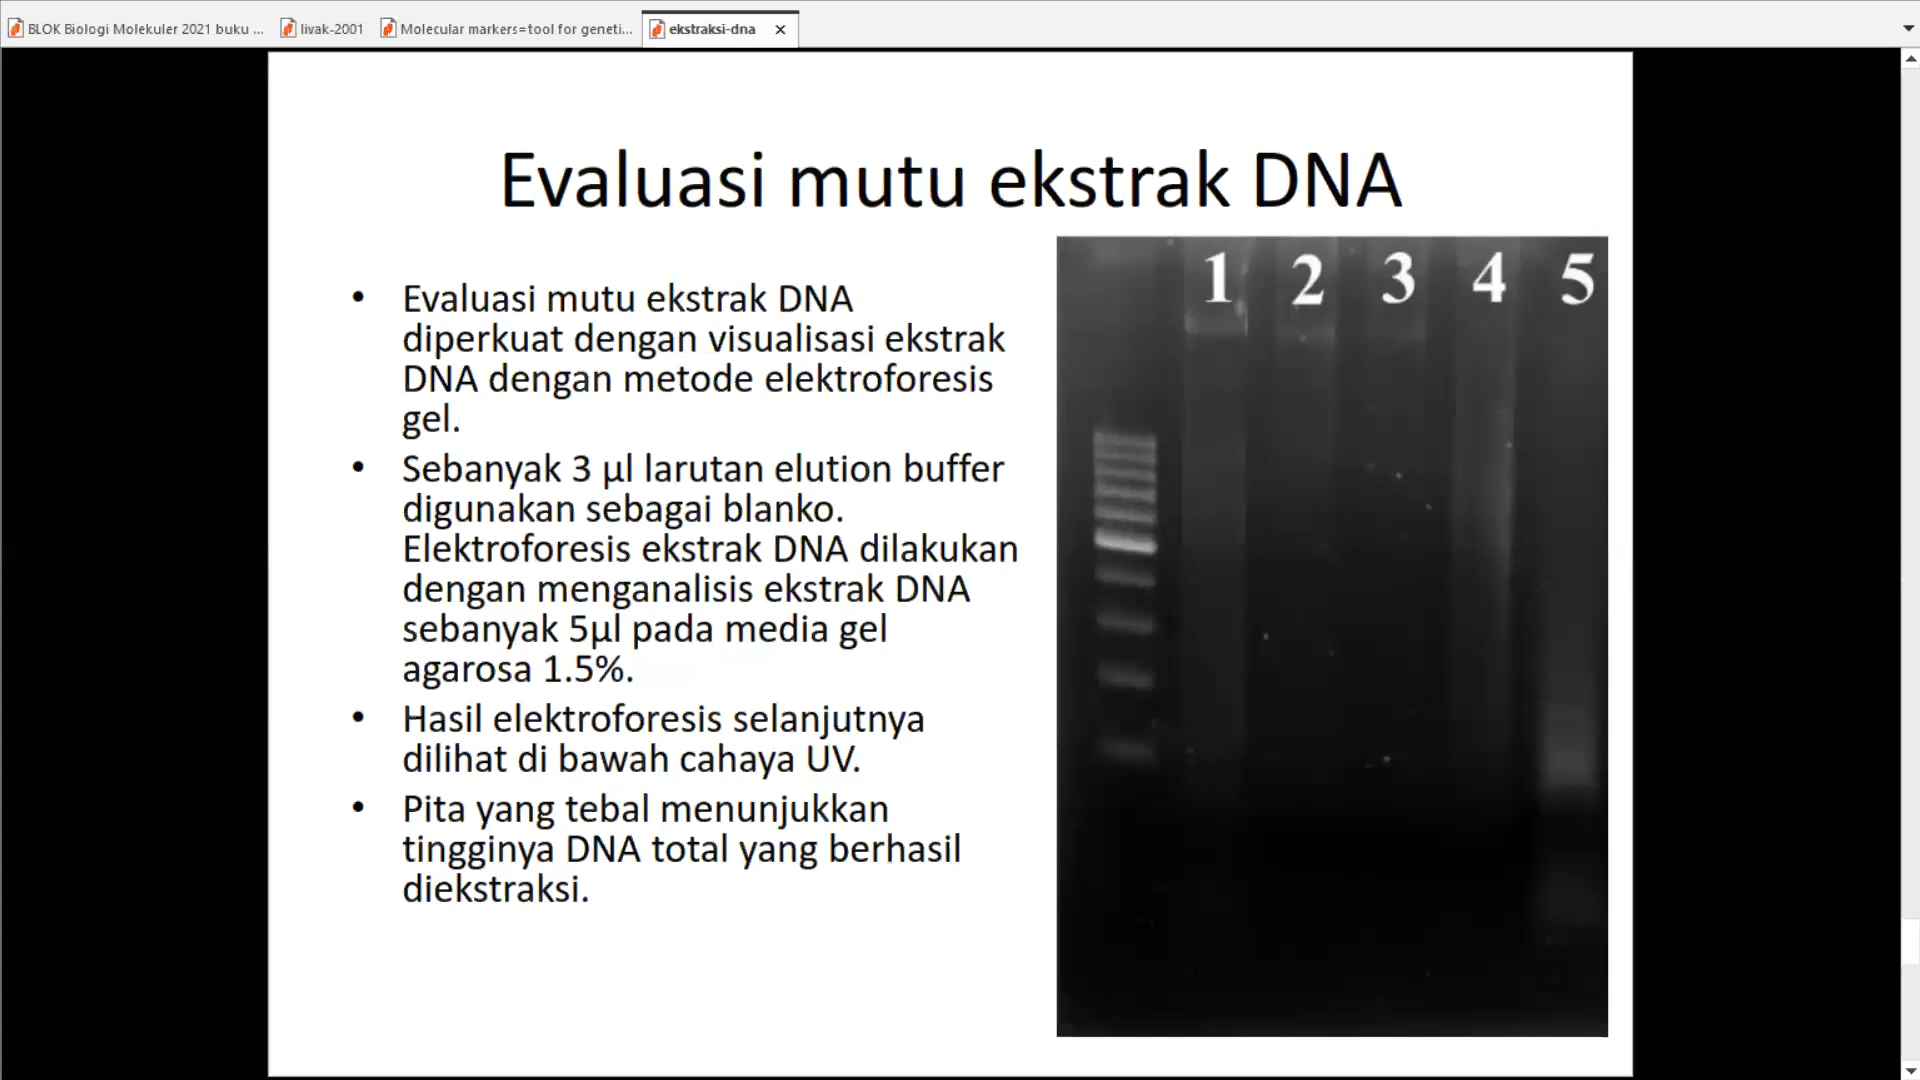 BLOK Biologi Molekuler 2021 buku ...
livak-2001
Molecular markers=tool for geneti...
ekstraksi-dna
Evaluasi mutu ekstrak DNA
• Evaluasi mutu ekstrak DNA
diperkuat dengan visualisasi ekstrak
DNA dengan metode elektroforesis
gel.
• Sebanyak 3 µl larutan elution buffer
digunakan sebagai blanko.
Elektroforesis ekstrak DNA dilakukan
dengan menganalisis ekstrak DNA
sebanyak 5µl pada media gel
agarosa 1.5%.
• Hasil elektroforesis selanjutnya
dilihat di bawah cahaya UV.
• Pita yang tebal menunjukkan
tingginya DNA total yang berhasil
diekstraksi.
1 2 3 4 5